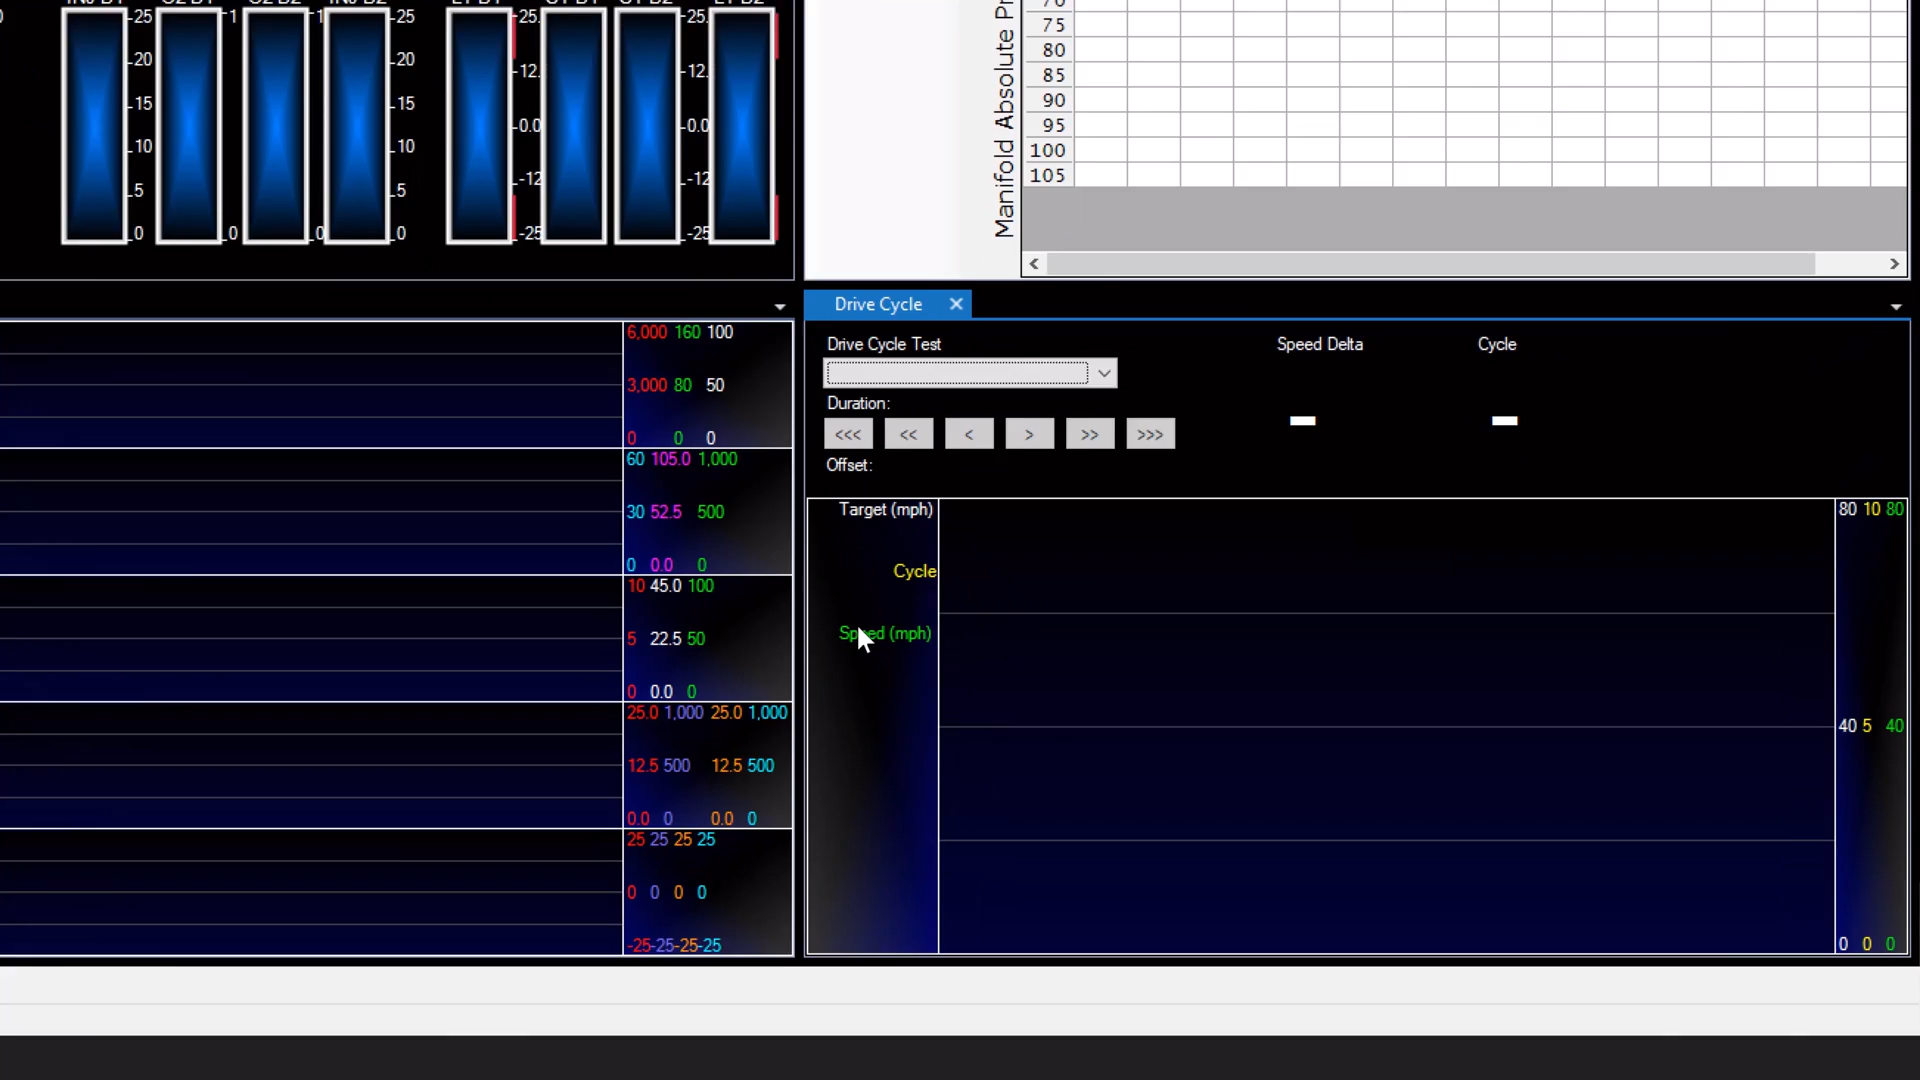 25
20
15
10
5
0
1
0
1
0
25
20
15
10
5
0
25.
12.
0.0
-12
-25
25.
12.
0.0
-12
-25
Manifold Absolute Pr
70
75
80
85
90
95
100
105
Drive Cycle
Drive Cycle Test
Speed Delta
Cycle
Duration:
<<< << < > >> >>>
Offset:
6,000 160 100
3,000 80 50
0 0 0
60 105.0 1,000
30 52.5 500
0 0.0 0
10 45.0 100
5 22.5 50
0 0.0 0
25.0 1,000 25.0 1,000
12.5 500 12.5 500
0.0 0 0.0 0
25 25 25 25
0 0 0 0
-25 -25 -25 -25
Target (mph)
Cycle
Speed (mph)
80 10 80
40 5 40
0 0 0